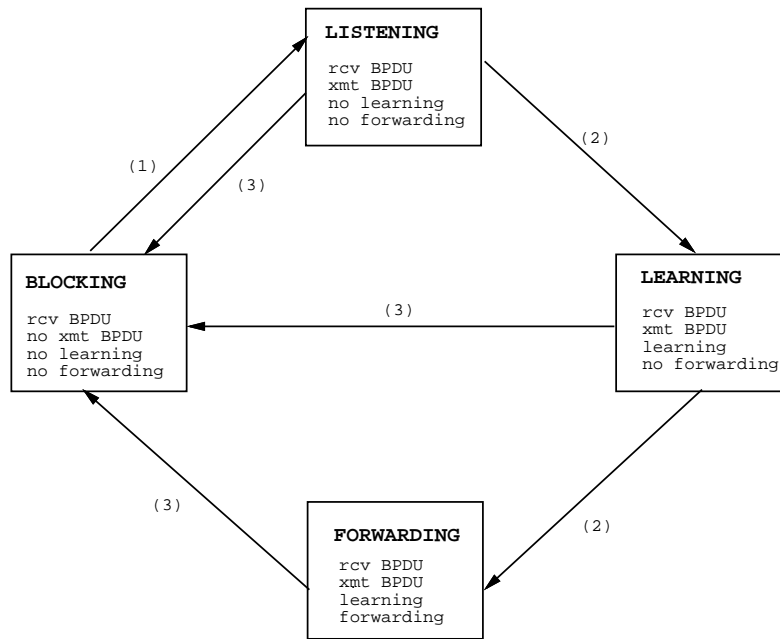 LISTENING
rcv BPDU
xmt BPDU
no learning
no forwarding
(1)
(3)
(2)
BLOCKING
rcv BPDU
no xmt BPDU
no learning
no forwarding
(3)
LEARNING
rcv BPDU
xmt BPDU
learning
no forwarding
(3)
(2)
FORWARDING
rcv BPDU
xmt BPDU
learning
forwarding